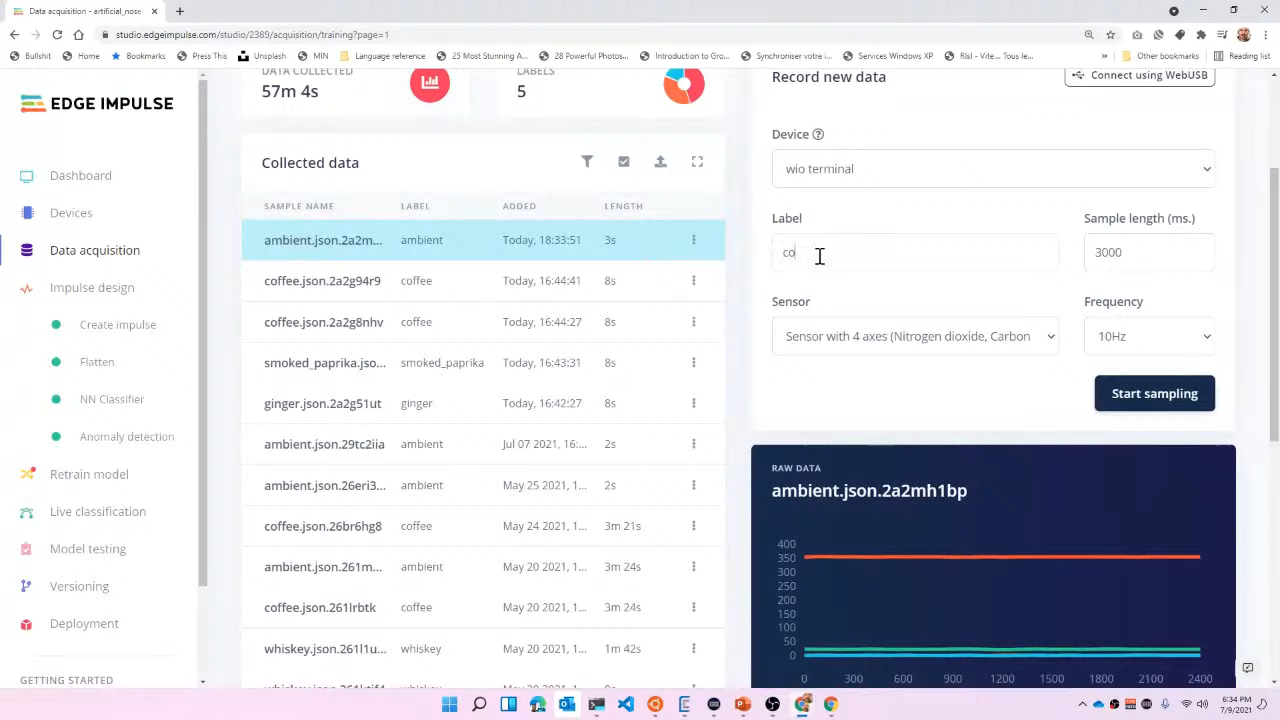 Data acquisition - artificial_nose
studio.edgeimpulse.com/studio/2389/acquisition/training?page=1
Bullshit
- Home
Bookmarks
Press This
Unsplash
MIN
Language reference
25 Most Stunning A...
28 Powerful Photos...
Introduction to Gro...
Synchroniser votre i...
Services Windows XP
Rsl - Vite... Tous le...
»
Other bookmarks
Reading list
EDGE IMPULSE
Dashboard
Devices
Data acquisition
Impulse design
Create impulse
Flatten
NN Classifier
Anomaly detection
Retrain model
Live classification
Model testing
Versioning
Deployment
GETTING STARTED
DATA COLLECTED
57m 4s
LABELS
5
Collected data
SAMPLE NAME LABEL ADDED LENGTH
ambient.json.2a2m... ambient Today, 18:33:51 3s
coffee.json.2a2g94r9 coffee Today, 16:44:41 8s
coffee.json.2a2g8nhv coffee Today, 16:44:27 8s
smoked_paprika.jso... smoked_paprika Today, 16:43:31 8s
ginger.json.2a2g51ut ginger Today, 16:42:27 8s
ambient.json.29tc2iia ambient Jul 07 2021, 16:... 2s
ambient.json.26eri3... ambient May 25 2021, 1... 2s
coffee.json.26br6hg8 coffee May 24 2021, 1... 3m 21s
ambient May 20 2021, 1... 3m 24s
coffee May 20 2021, 1... 3m 24s
whiskey.json.261l1u... whiskey May 20 2021, 1... 1m 42s
Record new data
Connect using WebUSB
Device
wio terminal
Label
co
Sample length (ms.)
3000
Sensor
Sensor with 4 axes (Nitrogen dioxide, Carbon
Frequency
10Hz
Start sampling
RAW DATA
ambient.json.2a2mh1bp
400
350
300
250
200
150
100
50
0
0 300 600 900 1200 1500 1800 2100 2400
6:34 PM
7/9/2021